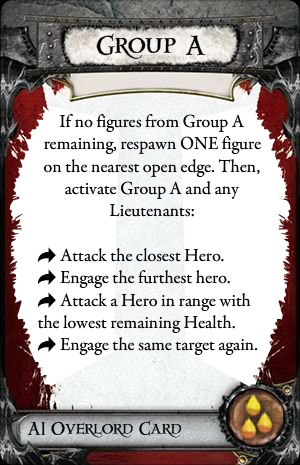 Group A
If no figures from Group A
remaining, respawn ONE figure
on the nearest open edge. Then,
activate Group A and any
Lieutenants:
Attack the closest Hero.
Engage the furthest hero.
Attack a Hero in range with
the lowest remaining Health.
Engage the same target again.
AI Overlord Card